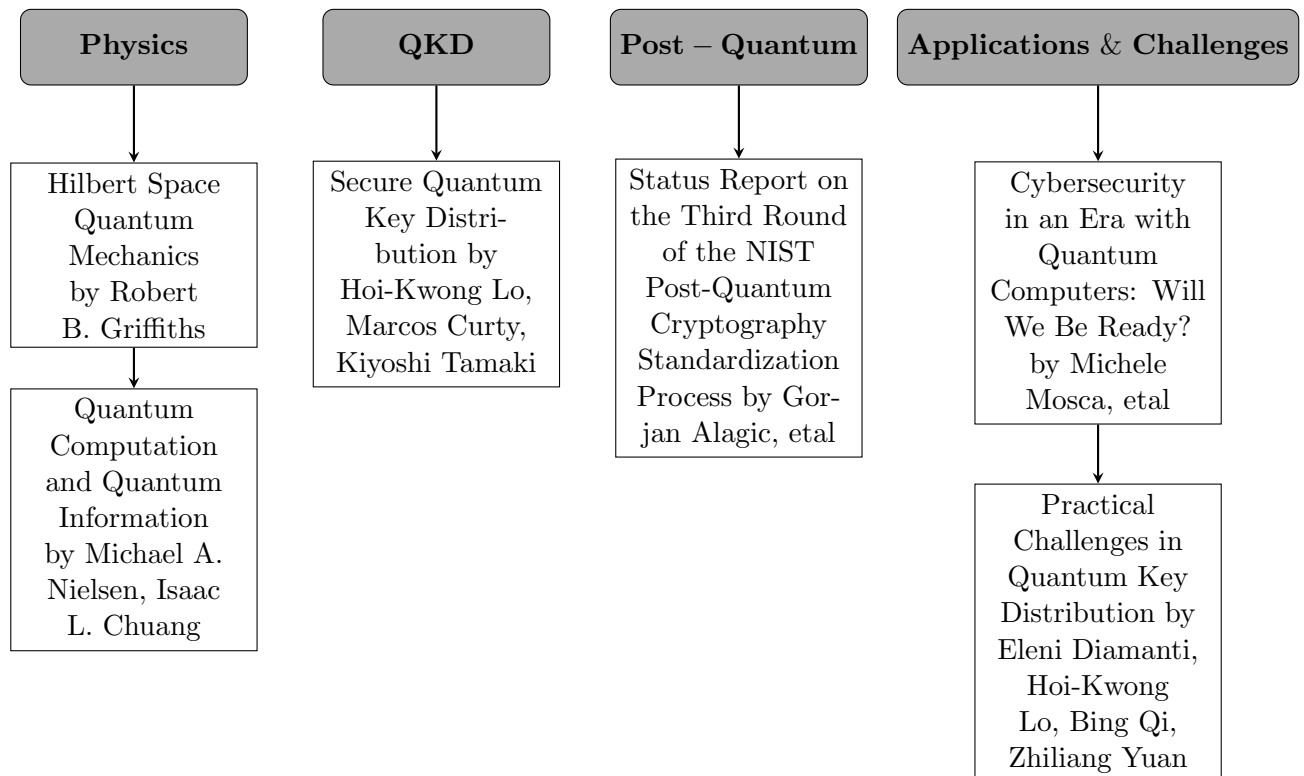 Physics
QKD
Post – Quantum
Applications & Challenges
Hilbert Space
Quantum
Mechanics
by Robert
B. Griffiths
Quantum
Computation
and Quantum
Information
by Michael A.
Nielsen, Isaac
L. Chuang
Secure Quantum
Key Distri-
bution by
Hoi-Kwong Lo,
Marcos Curty,
Kiyoshi Tamaki
Status Report on
the Third Round
of the NIST
Post-Quantum
Cryptography
Standardization
Process by Gor-
jan Alagic, etal
Cybersecurity
in an Era with
Quantum
Computers: Will
We Be Ready?
by Michele
Mosca, etal
Practical
Challenges in
Quantum Key
Distribution by
Eleni Diamanti,
Hoi-Kwong
Lo, Bing Qi,
Zhiliang Yuan